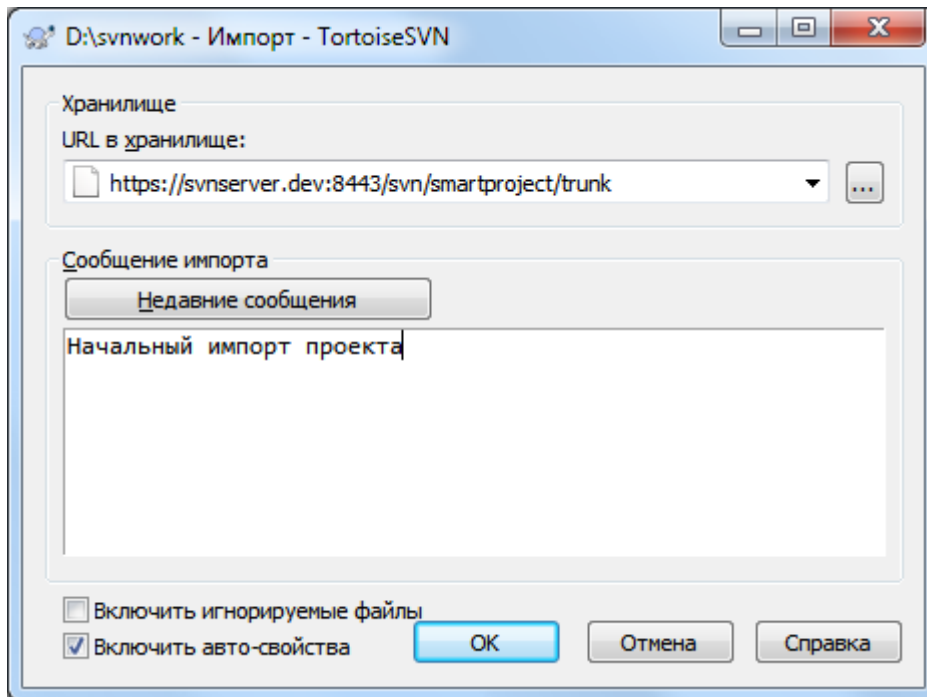 D:\svnwork - Импорт - TortoiseSVN
Хранилище
URL в хранилище:
https://svnserver.dev:8443/svn/smartproject/trunk
...
Сообщение импорта
Недавние сообщения
Начальный импорт проекта
Включить игнорируемые файлы
Включить авто-свойства
OK
Отмена
Справка